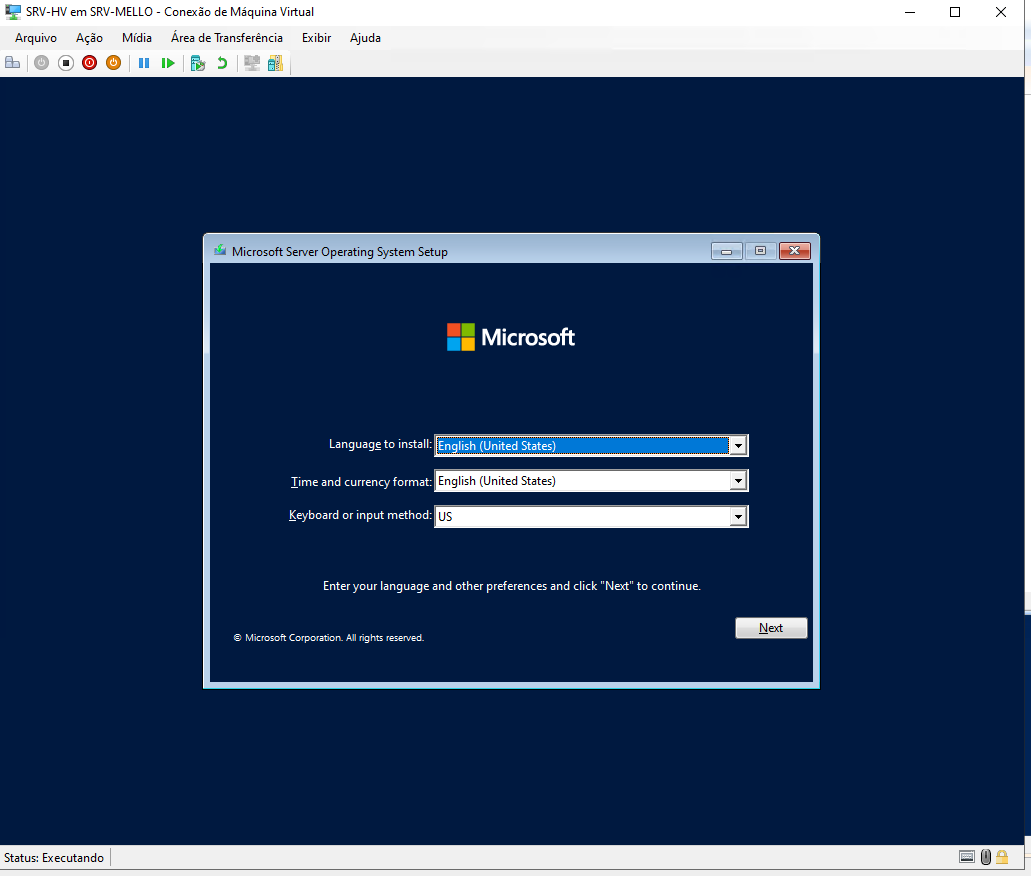 SRV-HV em SRV-MELLO - Conexão de Máquina Virtual
Arquivo Ação Mídia Área de Transferência Exibir Ajuda
Microsoft Server Operating System Setup
Microsoft
Language to install: English (United States)
Time and currency format: English (United States)
Keyboard or input method: US
Enter your language and other preferences and click "Next" to continue.
Next
© Microsoft Corporation. All rights reserved.
Status: Executando